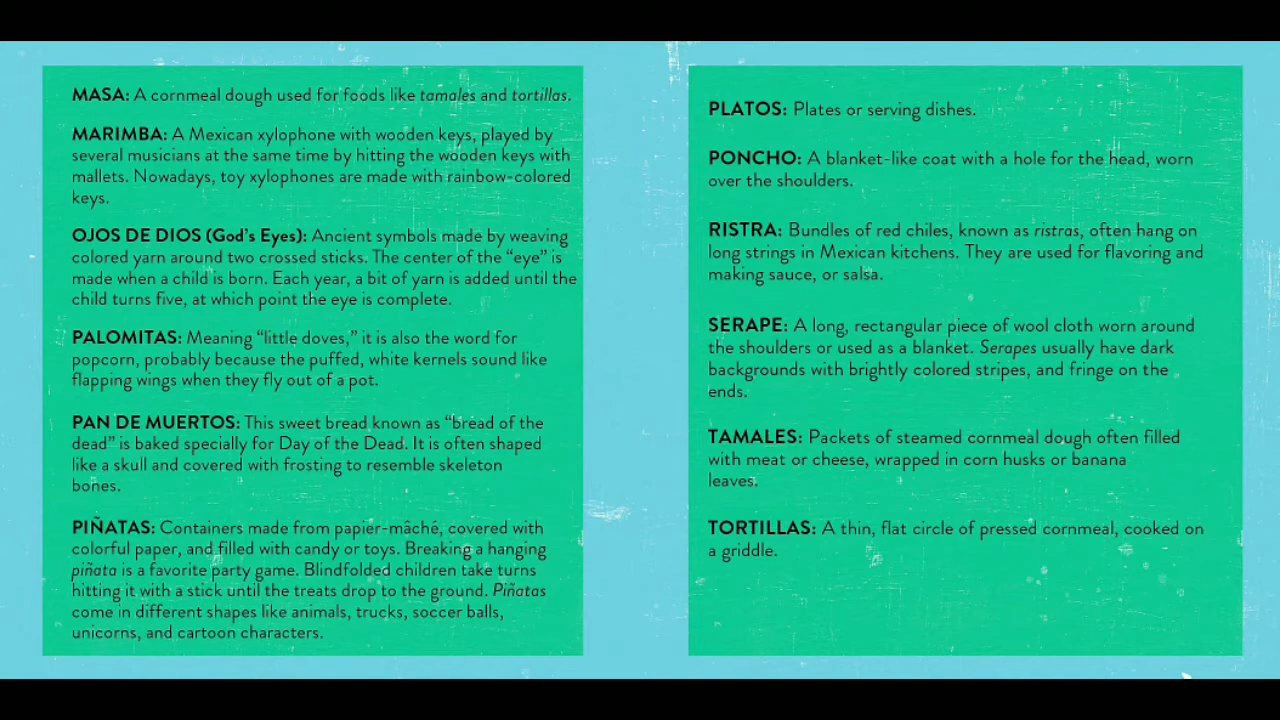 MASA: A cornmeal dough used for foods like tamales and tortillas.
MARIMBA: A Mexican xylophone with wooden keys, played by
several musicians at the same time by hitting the wooden keys with
mallets. Nowadays, toy xylophones are made with rainbow-colored
keys.
OJOS DE DIOS (God's Eyes): Ancient symbols made by weaving
colored yarn around two crossed sticks. The center of the “eye” is
made when a child is born. Each year, a bit of yarn is added until the
child turns five, at which point the eye is complete.
PALOMITAS: Meaning “little doves,” it is also the word for
popcorn, probably because the puffed, white kernels sound like
flapping wings when they fly out of a pot.
PAN DE MUERTOS: This sweet bread known as “bread of the
dead” is baked specially for Day of the Dead. It is often shaped
like a skull and covered with frosting to resemble skeleton
bones.
PIÑATAS: Containers made from papier-mâché, covered with
colorful paper, and filled with candy or toys. Breaking a hanging
piñata is a favorite party game. Blindfolded children take turns
hitting it with a stick until the treats drop to the ground. Piñatas
come in different shapes like animals, trucks, soccer balls,
unicorns, and cartoon characters.
PLATOS: Plates or serving dishes.
PONCHO: A blanket-like coat with a hole for the head, worn
over the shoulders.
RISTRA: Bundles of red chiles, known as ristras, often hang on
long strings in Mexican kitchens. They are used for flavoring and
making sauce, or salsa.
SERAPE: A long, rectangular piece of wool cloth worn around
the shoulders or used as a blanket. Serapes usually have dark
backgrounds with brightly colored stripes, and fringe on the
ends.
TAMALES: Packets of steamed cornmeal dough often filled
with meat or cheese, wrapped in corn husks or banana
leaves.
TORTILLAS: A thin, flat circle of pressed cornmeal, cooked on
a griddle.